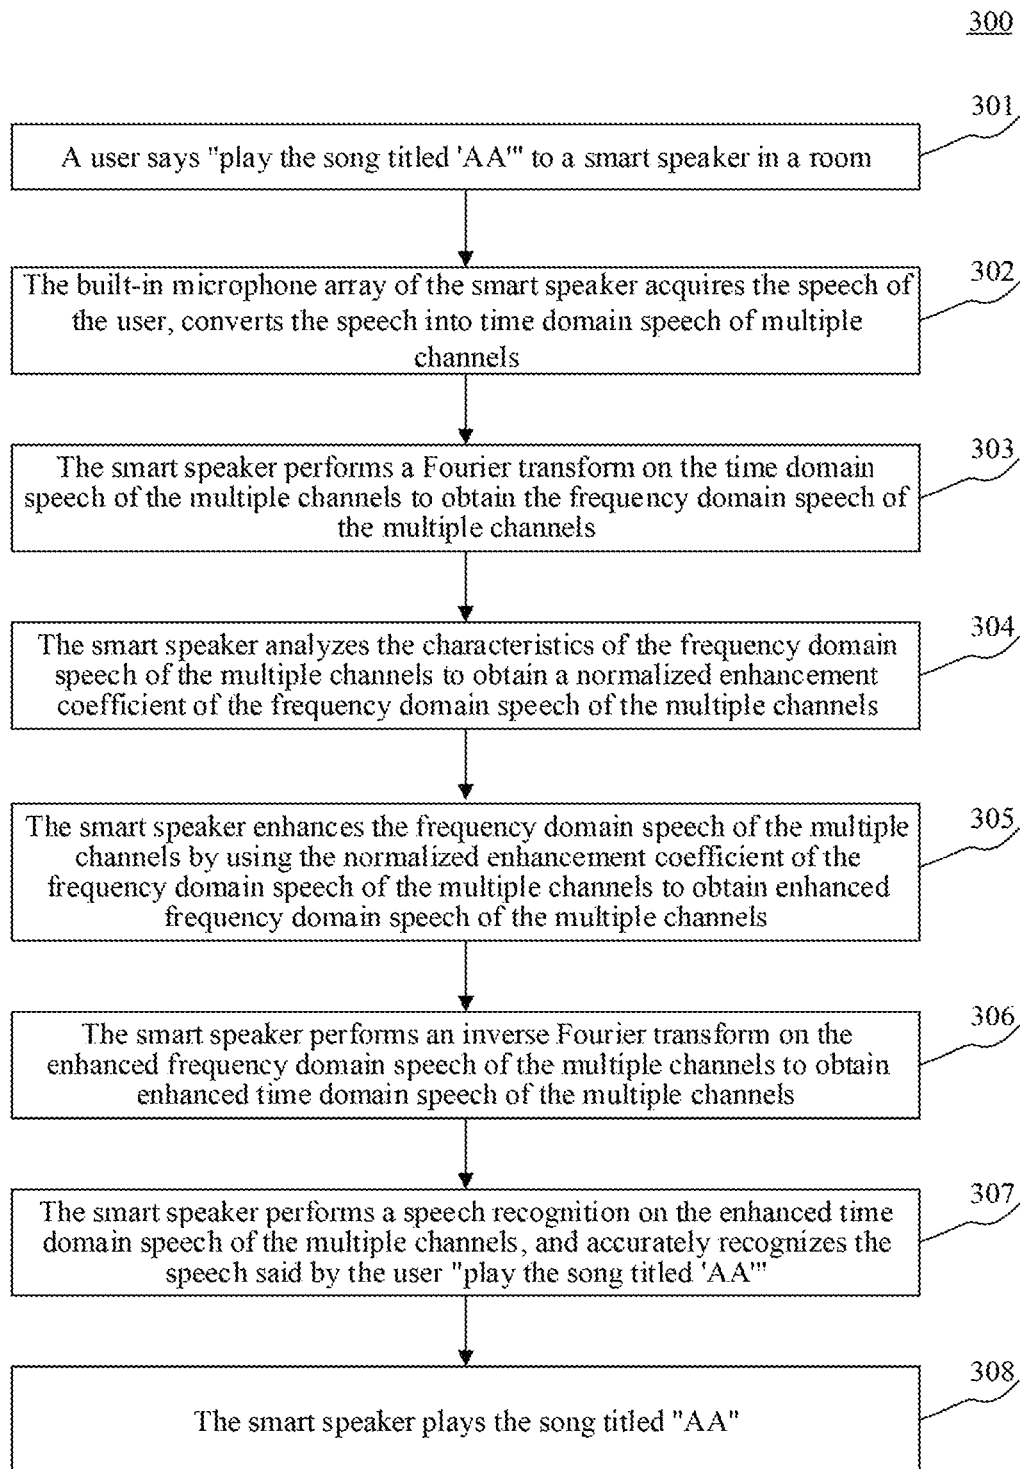 300
301
A user says "play the song titled 'AA'" to a smart speaker in a room
302
The built-in microphone array of the smart speaker acquires the speech of
the user, converts the speech into time domain speech of multiple
channels
303
The smart speaker performs a Fourier transform on the time domain
speech of the multiple channels to obtain the frequency domain speech of
the multiple channels
304
The smart speaker analyzes the characteristics of the frequency domain
speech of the multiple channels to obtain a normalized enhancement
coefficient of the frequency domain speech of the multiple channels
305
The smart speaker enhances the frequency domain speech of the multiple
channels by using the normalized enhancement coefficient of the
frequency domain speech of the multiple channels to obtain enhanced
frequency domain speech of the multiple channels
306
The smart speaker performs an inverse Fourier transform on the
enhanced frequency domain speech of the multiple channels to obtain
enhanced time domain speech of the multiple channels
307
The smart speaker performs a speech recognition on the enhanced time
domain speech of the multiple channels, and accurately recognizes the
speech said by the user "play the song titled 'AA'"
308
The smart speaker plays the song titled "AA"